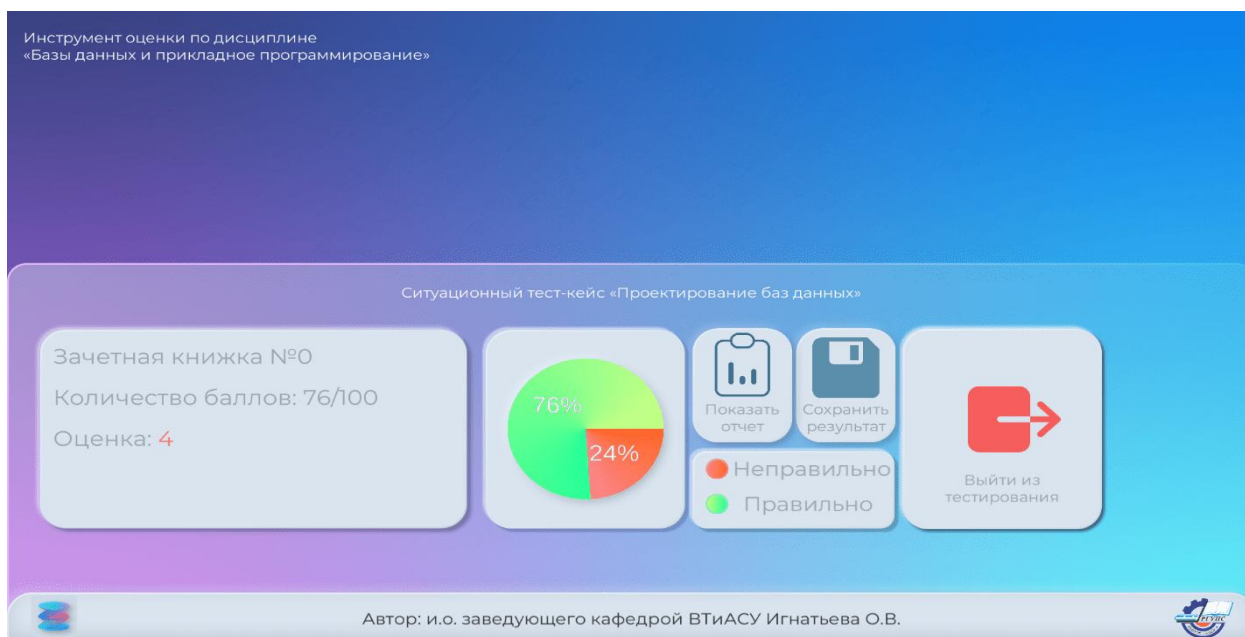 Инструмент оценки по дисциплине
«Базы данных и прикладное программирование»
Ситуационный тест-кейс «Проектирование баз данных»
Зачетная книжка №0
Количество баллов: 76/100
Оценка: 4
76%
24%
Показать
отчет
Сохранить
результат
Неправильно
Правильно
Выйти из
тестирования
Автор: и.о. заведующего кафедрой ВТиАСУ Игнатьева О.В.
РГУПС